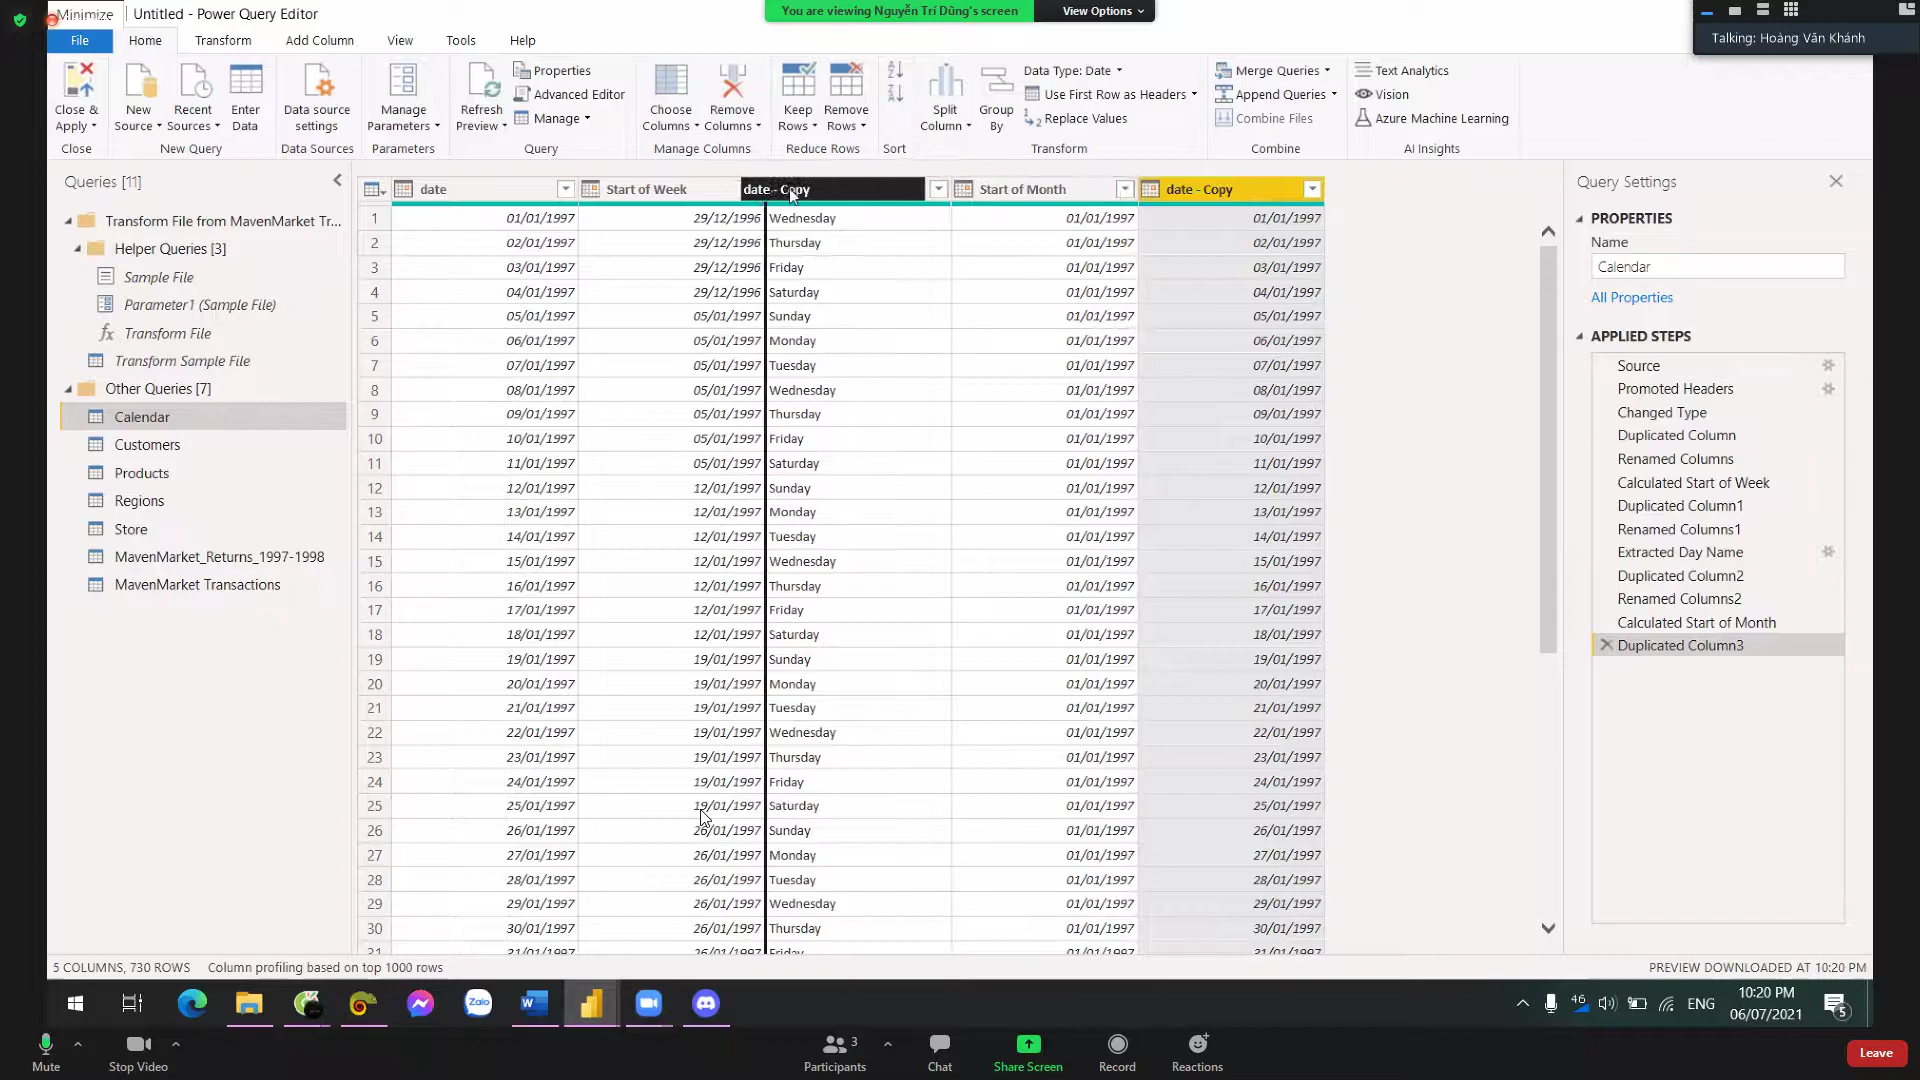 Minimize
Untitled - Power Query Editor
You are viewing Nguyễn Trí Dũng's screen
View Options
Talking: Hoàng Văn Khánh
File
Home
Transform
Add Column
View
Tools
Help
Close &
Apply
New
Source
Recent
Sources
Enter
Data
Data source
settings
Manage
Parameters
Refresh
Preview
Properties
Advanced Editor
Manage
Choose
Columns
Remove
Columns
Keep
Rows
Remove
Rows
Split
Column
Group
By
Data Type: Date
Use First Row as Headers
Replace Values
Merge Queries
Append Queries
Combine Files
Text Analytics
Vision
Azure Machine Learning
Close
New Query
Data Sources
Parameters
Query
Manage Columns
Reduce Rows
Sort
Transform
Combine
AI Insights
Queries [11]
Transform File from MavenMarket Tr...
Helper Queries [3]
Sample File
Parameter1 (Sample File)
Transform File
Transform Sample File
Other Queries [7]
Calendar
Customers
Products
Regions
Store
MavenMarket_Returns_1997-1998
MavenMarket Transactions
date Start of Week date - Copy Start of Month date - Copy
1 01/01/1997 29/12/1996 Wednesday 01/01/1997 01/01/1997
2 02/01/1997 29/12/1996 Thursday 01/01/1997 02/01/1997
3 03/01/1997 29/12/1996 Friday 01/01/1997 03/01/1997
4 04/01/1997 29/12/1996 Saturday 01/01/1997 04/01/1997
5 05/01/1997 05/01/1997 Sunday 01/01/1997 05/01/1997
6 06/01/1997 05/01/1997 Monday 01/01/1997 06/01/1997
7 07/01/1997 05/01/1997 Tuesday 01/01/1997 07/01/1997
8 08/01/1997 05/01/1997 Wednesday 01/01/1997 08/01/1997
9 09/01/1997 05/01/1997 Thursday 01/01/1997 09/01/1997
10 10/01/1997 05/01/1997 Friday 01/01/1997 10/01/1997
11 11/01/1997 05/01/1997 Saturday 01/01/1997 11/01/1997
12 12/01/1997 12/01/1997 Sunday 01/01/1997 12/01/1997
13 13/01/1997 12/01/1997 Monday 01/01/1997 13/01/1997
14 14/01/1997 12/01/1997 Tuesday 01/01/1997 14/01/1997
15 15/01/1997 12/01/1997 Wednesday 01/01/1997 15/01/1997
16 16/01/1997 12/01/1997 Thursday 01/01/1997 16/01/1997
17 17/01/1997 12/01/1997 Friday 01/01/1997 17/01/1997
18 18/01/1997 12/01/1997 Saturday 01/01/1997 18/01/1997
19 19/01/1997 19/01/1997 Sunday 01/01/1997 19/01/1997
20 20/01/1997 19/01/1997 Monday 01/01/1997 20/01/1997
21 21/01/1997 19/01/1997 Tuesday 01/01/1997 21/01/1997
22 22/01/1997 19/01/1997 Wednesday 01/01/1997 22/01/1997
23 23/01/1997 19/01/1997 Thursday 01/01/1997 23/01/1997
24 24/01/1997 19/01/1997 Friday 01/01/1997 24/01/1997
25 25/01/1997 19/01/1997 Saturday 01/01/1997 25/01/1997
26 26/01/1997 26/01/1997 Sunday 01/01/1997 26/01/1997
27 27/01/1997 26/01/1997 Monday 01/01/1997 27/01/1997
28 28/01/1997 26/01/1997 Tuesday 01/01/1997 28/01/1997
29 29/01/1997 26/01/1997 Wednesday 01/01/1997 29/01/1997
30 30/01/1997 26/01/1997 Thursday 01/01/1997 30/01/1997
31 31/01/1997 26/01/1997 Friday 01/01/1997 31/01/1997
Query Settings
PROPERTIES
Name
Calendar
All Properties
APPLIED STEPS
Source
Promoted Headers
Changed Type
Duplicated Column
Renamed Columns
Calculated Start of Week
Duplicated Column1
Renamed Columns1
Extracted Day Name
Duplicated Column2
Renamed Columns2
Calculated Start of Month
Duplicated Column3
5 COLUMNS, 730 ROWS
Column profiling based on top 1000 rows
PREVIEW DOWNLOADED AT 10:20 PM
Zalo
46
ENG
10:20 PM
06/07/2021
5
Mute
Stop Video
3
Participants
Chat
Share Screen
Record
Reactions
Leave